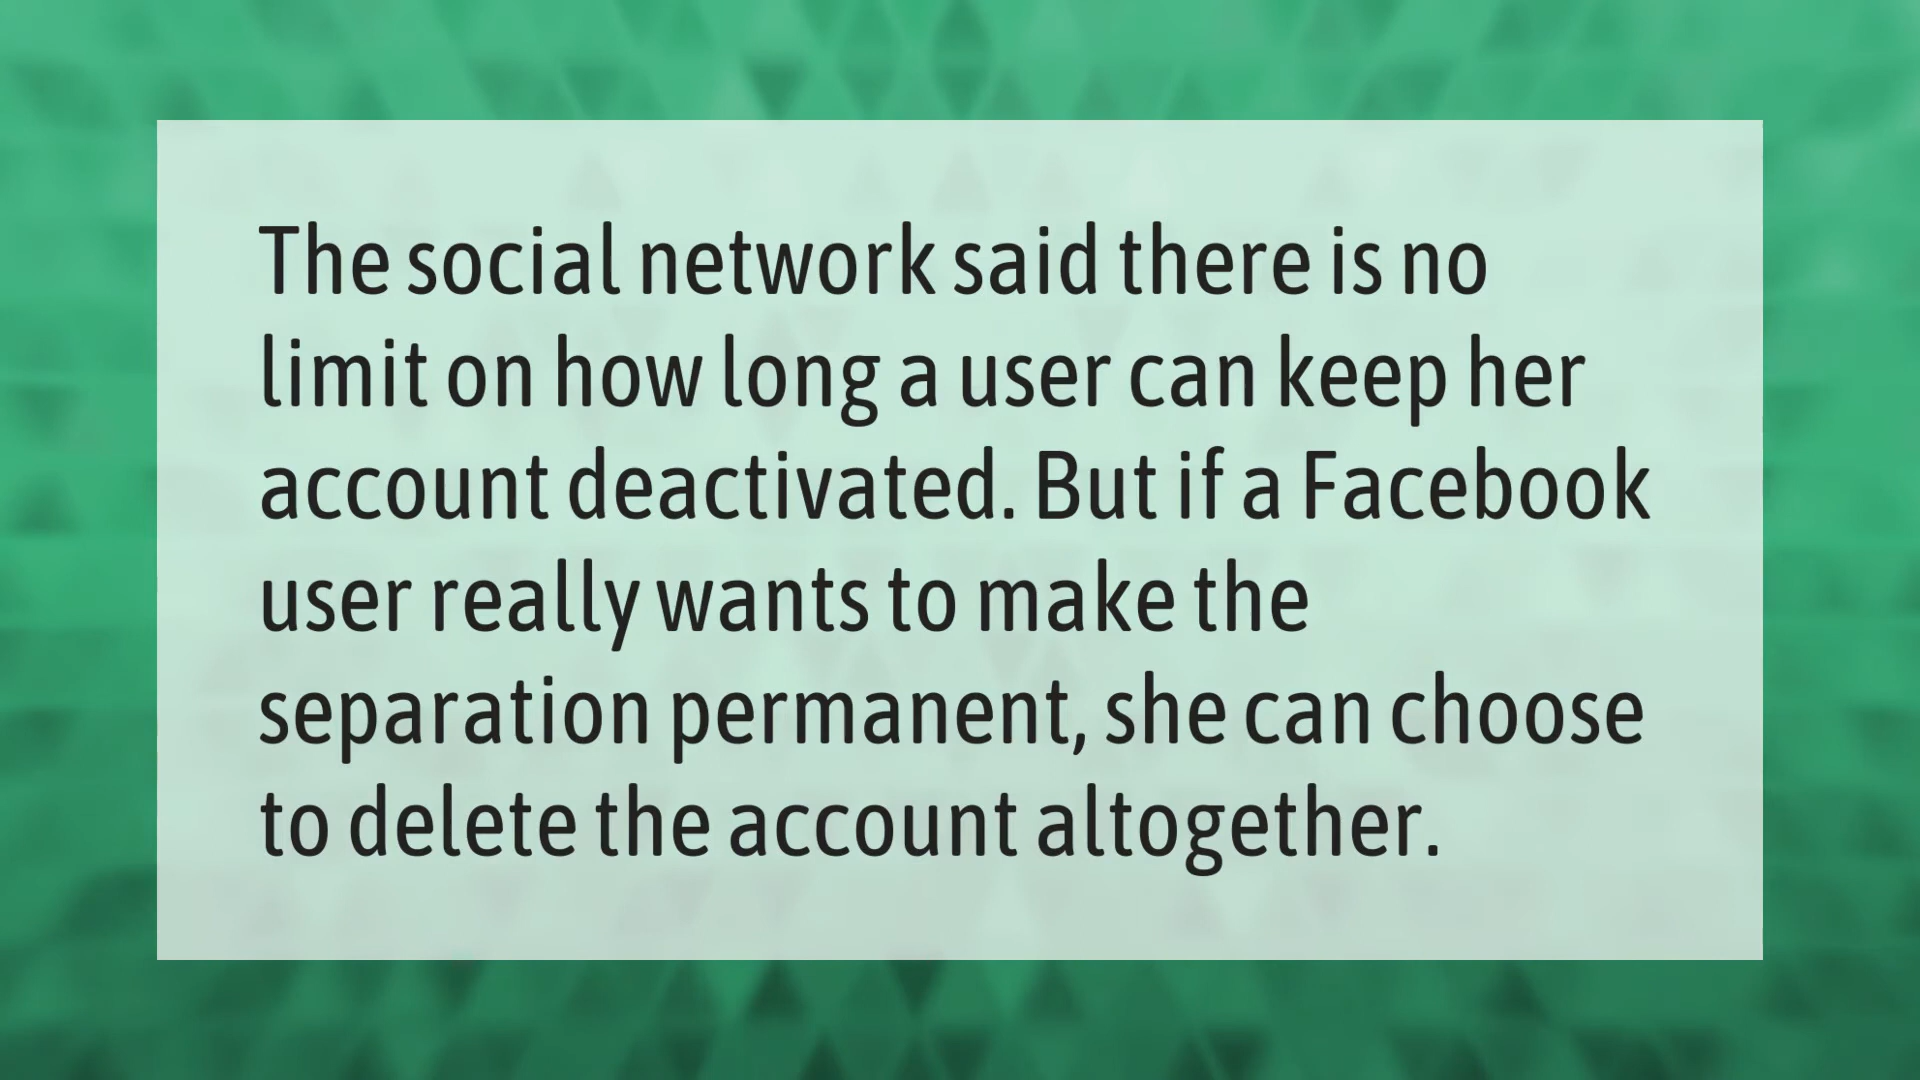 The social network said there is no
limit on how long a user can keep her
account deactivated. But if a Facebook
user really wants to make the
separation permanent, she can choose
to delete the account altogether.